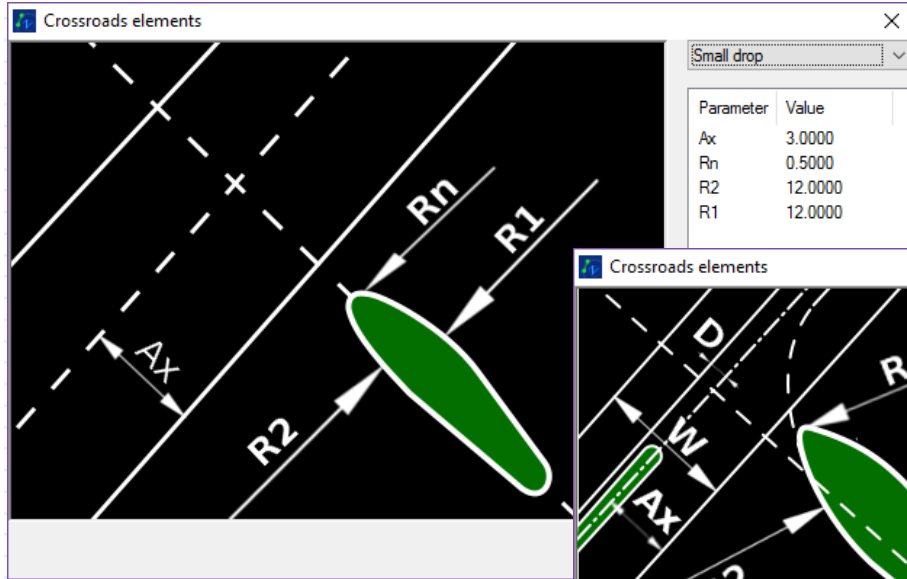 Crossroads elements
Small drop
Parameter Value
Ax 3.0000
Rn 0.5000
R2 12.0000
R1 12.0000
Rn
R1
Ax
R2
Crossroads elements
D
R
W
Ax